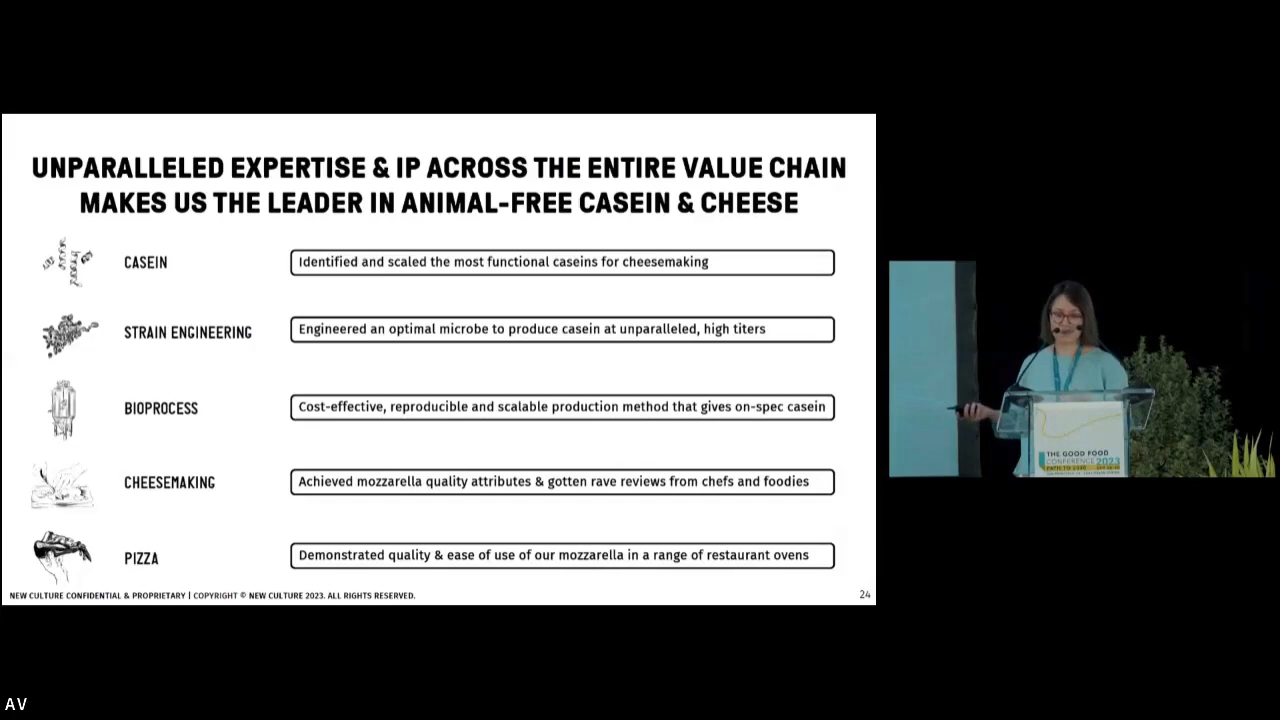 UNPARALLELED EXPERTISE & IP ACROSS THE ENTIRE VALUE CHAIN
MAKES US THE LEADER IN ANIMAL-FREE CASEIN & CHEESE
CASEIN
Identified and scaled the most functional caseins for cheesemaking
STRAIN ENGINEERING
Engineered an optimal microbe to produce casein at unparalleled, high titers
BIOPROCESS
Cost-effective, reproducible and scalable production method that gives on-spec casein
CHEESEMAKING
Achieved mozzarella quality attributes & gotten rave reviews from chefs and foodies
PIZZA
Demonstrated quality & ease of use of our mozzarella in a range of restaurant ovens
NEW CULTURE CONFIDENTIAL & PROPRIETARY | COPYRIGHT © NEW CULTURE 2023. ALL RIGHTS RESERVED.
24
THE GOOD FOOD
CONFERENCE 2023
AV